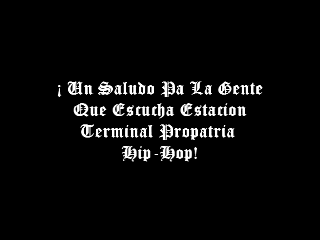 ¡ Un Saludo Pa La Gente
Que Escucha Estacion
Terminal Propatria
Hip-Hop!